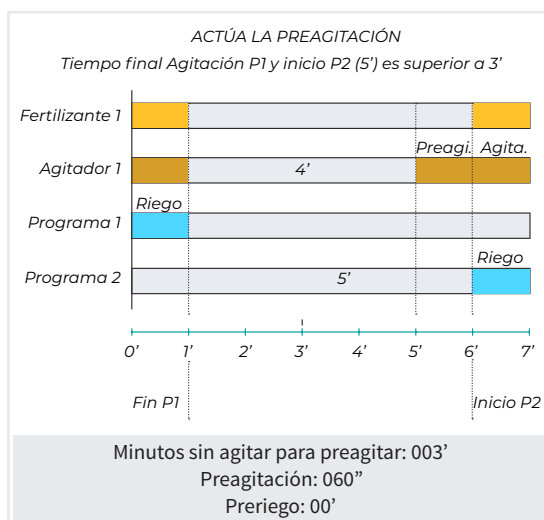 ACTÚA LA PREAGITACIÓN
Tiempo final Agitación P1 y inicio P2 (5’) es superior a 3’
Fertilizante 1
Preagi. Agita.
Agitador 1
4’
Riego
Programa 1
Riego
Programa 2
5’
0’ 1’ 2’ 3’ 4’ 5’ 6’ 7’
Fin P1 Inicio P2
Minutos sin agitar para preagitar: 003’
Preagitación: 060”
Preriego: 00’